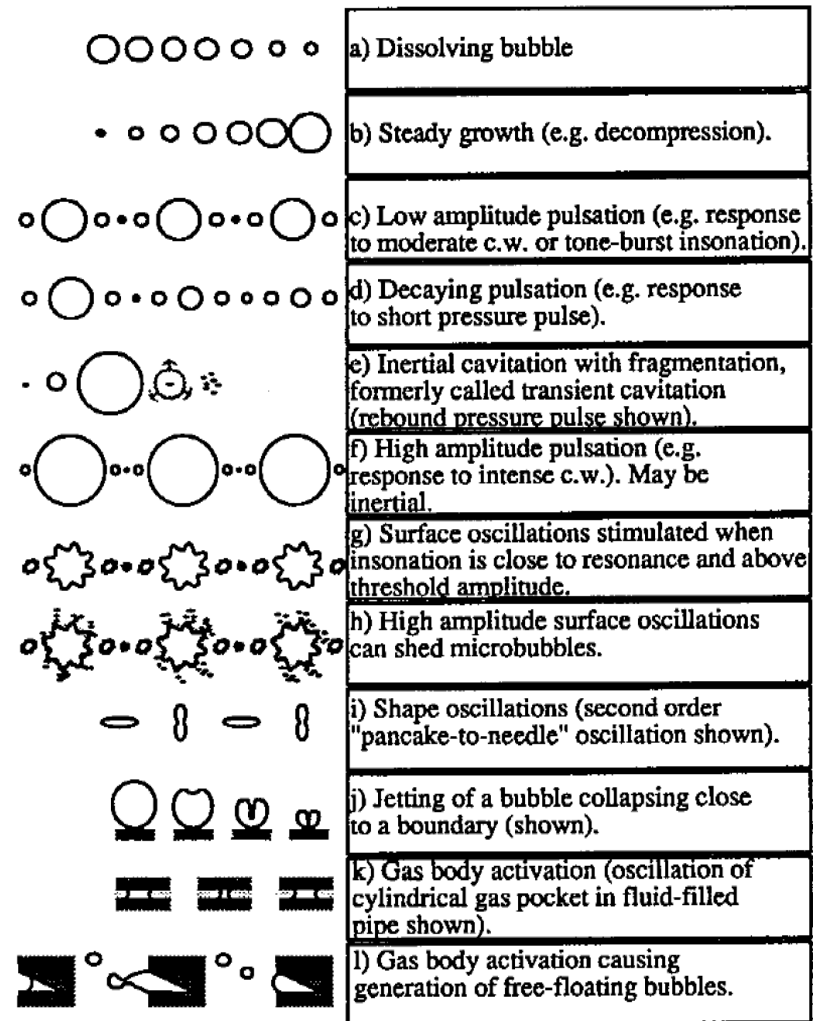 a) Dissolving bubble
b) Steady growth (e.g. decompression).
c) Low amplitude pulsation (e.g. response
to moderate c.w. or tone-burst insonation).
d) Decaying pulsation (e.g. response
to short pressure pulse).
e) Inertial cavitation with fragmentation,
formerly called transient cavitation
(rebound pressure pulse shown).
f) High amplitude pulsation (e.g.
response to intense c.w.). May be
inertial.
g) Surface oscillations stimulated when
insonation is close to resonance and above
threshold amplitude.
h) High amplitude surface oscillations
can shed microbubbles.
i) Shape oscillations (second order
"pancake-to-needle" oscillation shown).
j) Jetting of a bubble collapsing close
to a boundary (shown).
k) Gas body activation (oscillation of
cylindrical gas pocket in fluid-filled
pipe shown).
l) Gas body activation causing
generation of free-floating bubbles.